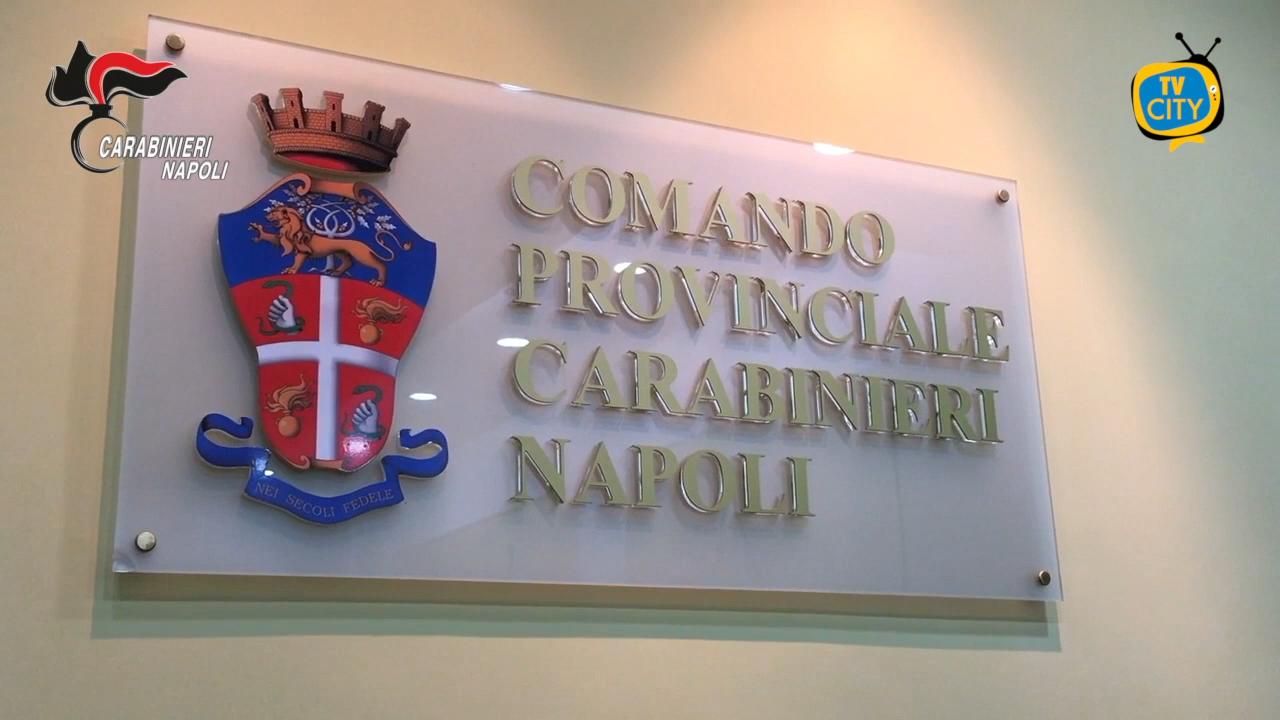 CARABINIERI
NAPOLI
TV
CITY
COMANDO
PROVINCIALE
CARABINIERI
NAPOLI
NEI SECOLI FEDELE